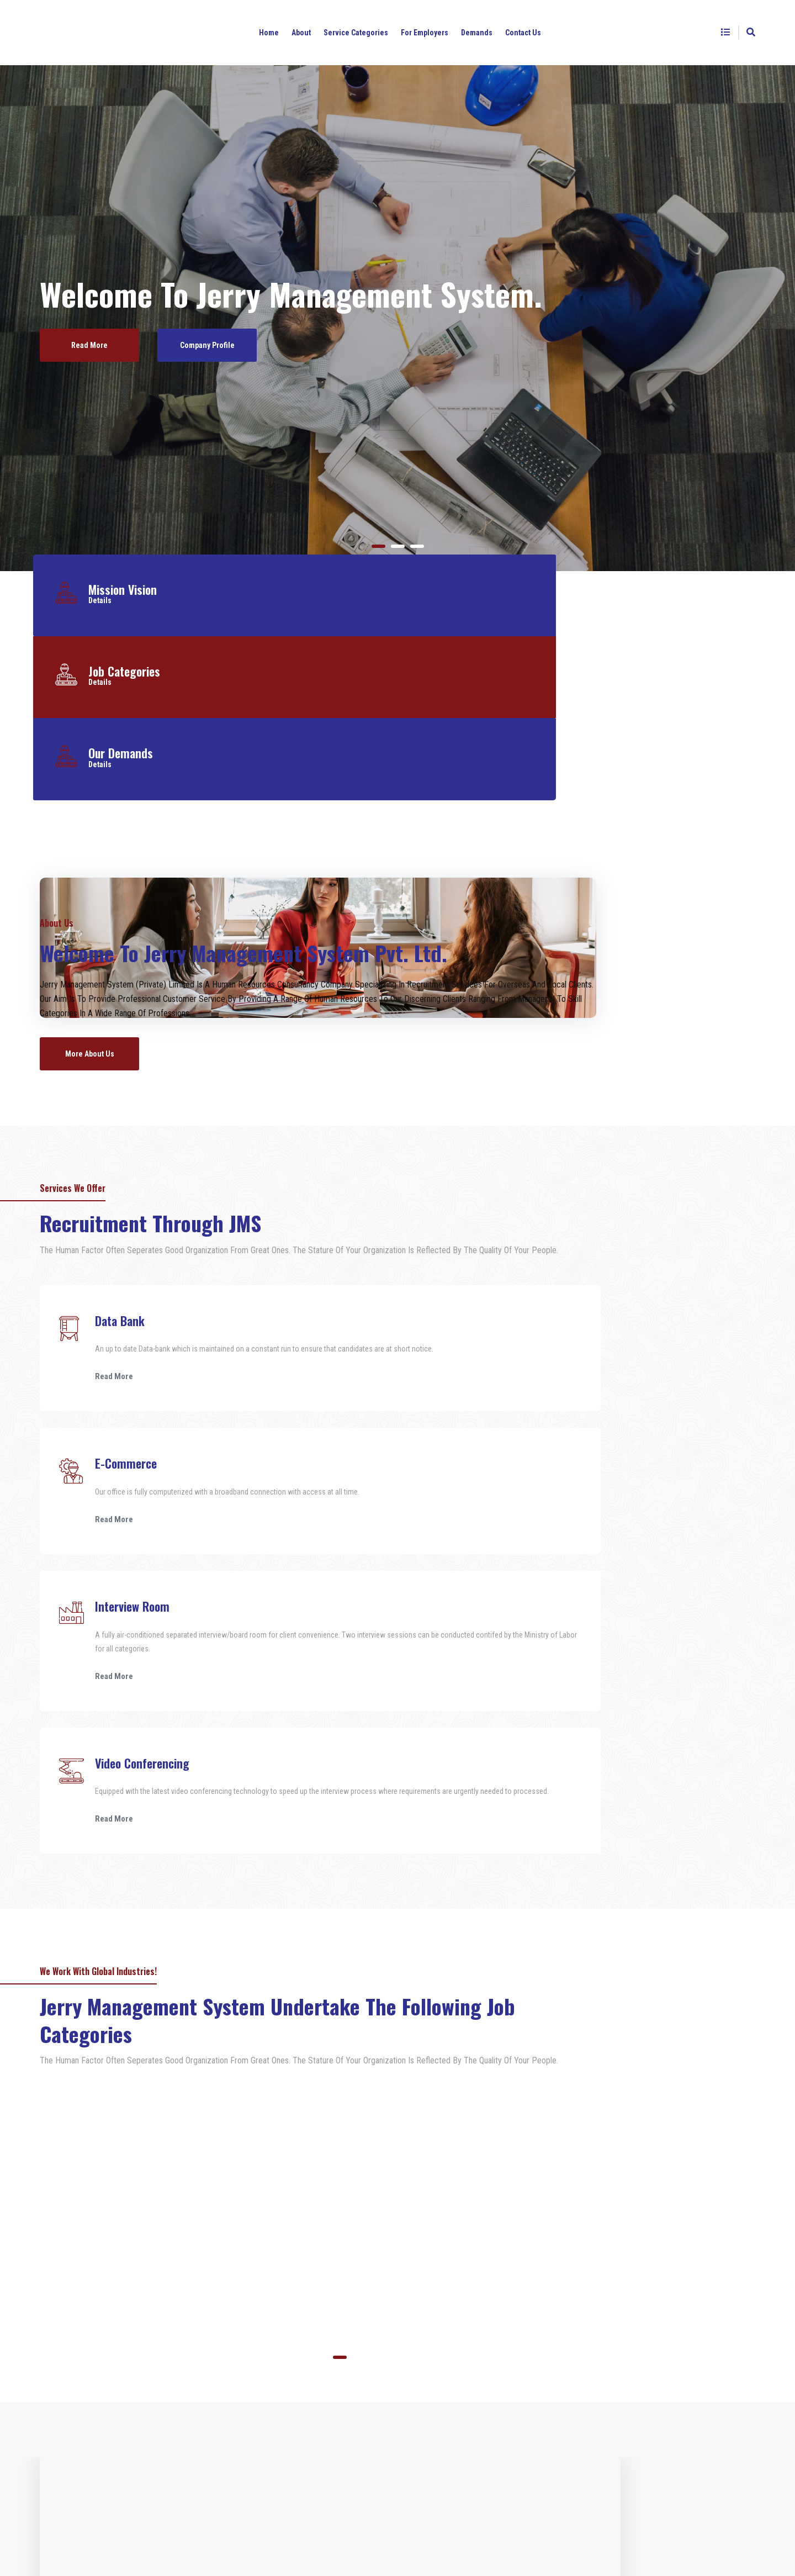 Home About Service Categories For Employers Demands Contact Us
Welcome To Jerry Management System.
Read More Company Profile
Mission Vision
Details
Job Categories
Details
Our Demands
Details
About Us
Welcome To Jerry Management System Pvt. Ltd.
Jerry Management System (Private) Limited Is A Human Resources Consultancy Company Specializing In Recruitment Services For Overseas And Local Clients.
Our Aim Is To Provide Professional Customer Service By Providing A Range Of Human Resources To Our Discerning Clients Ranging From Managerial To Skill
Categories In A Wide Range Of Professions.
More About Us
Services We Offer
Recruitment Through JMS
The Human Factor Often Seperates Good Organization From Great Ones. The Stature Of Your Organization Is Reflected By The Quality Of Your People.
Data Bank
An up to date Data-bank which is maintained on a constant run to ensure that candidates are at short notice.
Read More
E-Commerce
Our office is fully computerized with a broadband connection with access at all time.
Read More
Interview Room
A fully air-conditioned separated interview/board room for client convenience. Two interview sessions can be conducted contifed by the Ministry of Labor
for all categories.
Read More
Video Conferencing
Equipped with the latest video conferencing technology to speed up the interview process where requirements are urgently needed to processed.
Read More
We Work With Global Industries!
Jerry Management System Undertake The Following Job
Categories
The Human Factor Often Seperates Good Organization From Great Ones. The Stature Of Your Organization Is Reflected By The Quality Of Your People.